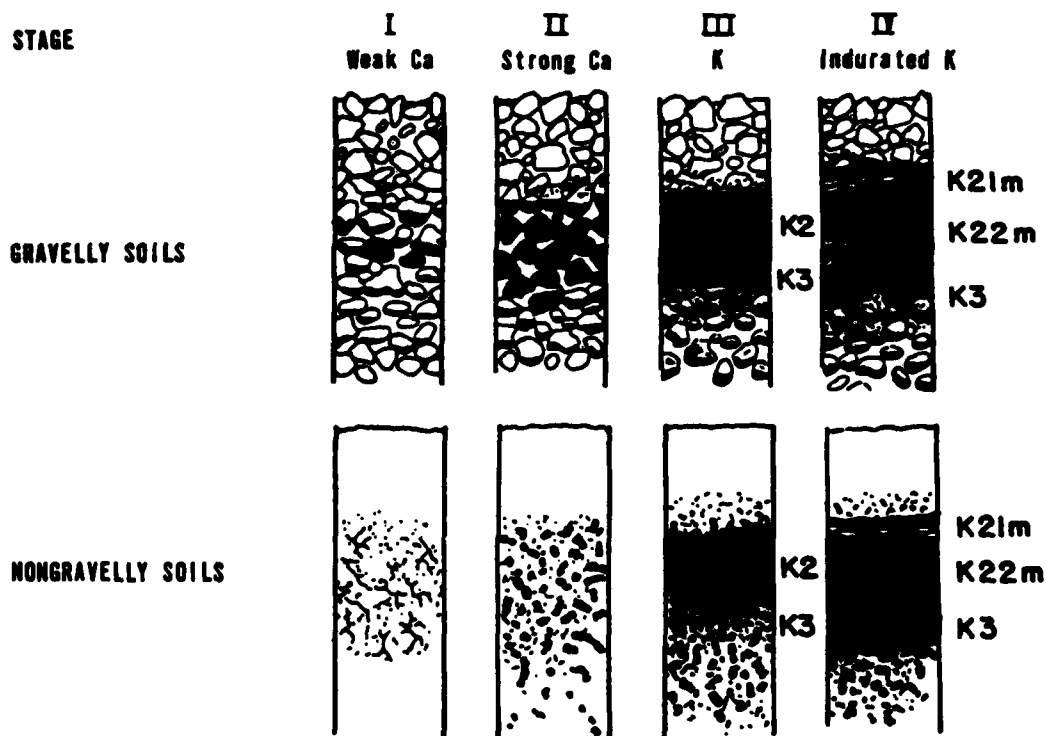 STAGE
I
Weak Ca
II
Strong Ca
III
K
IV
Indurated K
GRAVELLY SOILS
K2
K3
K21m
K22m
K3
NONGRAVELLY SOILS
K2
K3
K21m
K22m
K3